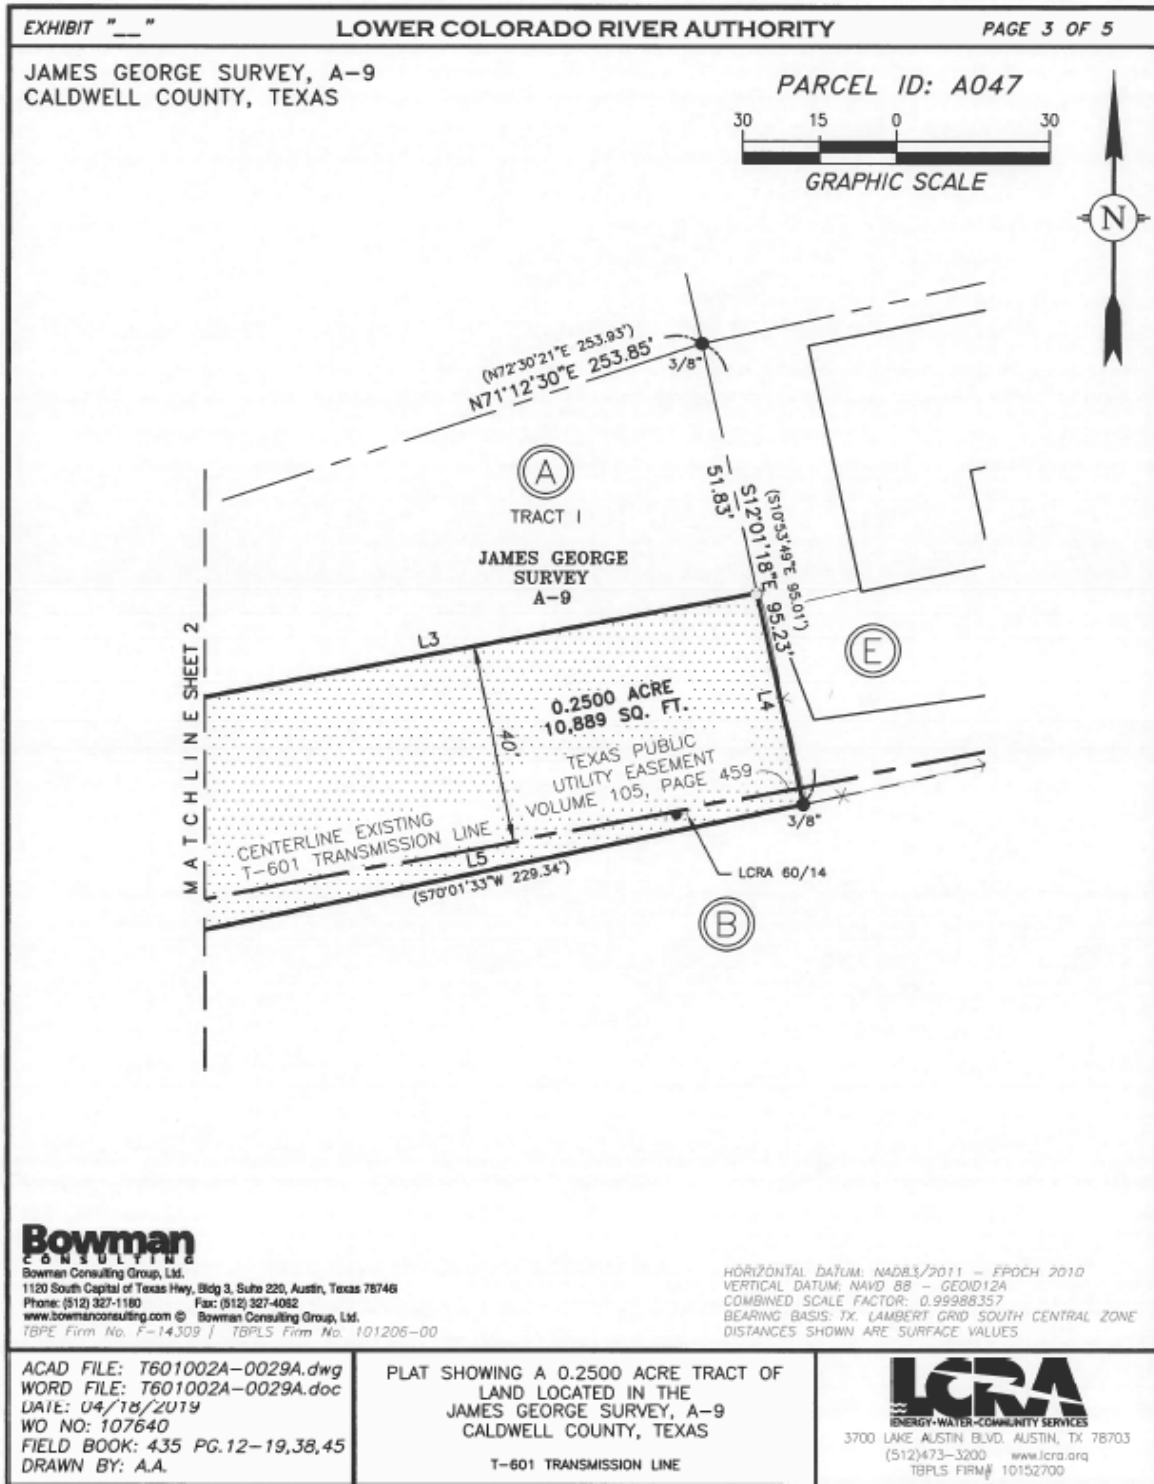 EXHIBIT "__"
LOWER COLORADO RIVER AUTHORITY
PAGE 3 OF 5
JAMES GEORGE SURVEY, A-9
CALDWELL COUNTY, TEXAS
PARCEL ID: A047
30 15 0 30
GRAPHIC SCALE
N
(N72°30'21"E 253.93')
N71°12'30"E 253.85'
3/8"
A
TRACT I
51.83'
S12°01'18"E 95.23'
(S10°53'49"E 95.01')
JAMES GEORGE
SURVEY
A-9
L3
E
MATCHLINE SHEET 2
0.2500 ACRE
10,889 SQ. FT.
L4
40'
TEXAS PUBLIC
UTILITY EASEMENT
VOLUME 105, PAGE 459
CENTERLINE EXISTING
T-601 TRANSMISSION LINE
3/8"
L5
(S70°01'33"W 229.34')
LCRA 60/14
B
Bowman
CONSULTING
Bowman Consulting Group, Ltd.
1120 South Capital of Texas Hwy, Bldg 3, Suite 220, Austin, Texas 78746
Phone: (512) 327-1180 Fax: (512) 327-4062
www.bowmanconsulting.com © Bowman Consulting Group, Ltd.
TBPE Firm No. F-14309 | TBPLS Firm No. 101206-00
HORIZONTAL DATUM: NAD83/2011 - EPOCH 2010
VERTICAL DATUM: NAVD 88 - GEOID12A
COMBINED SCALE FACTOR: 0.99988357
BEARING BASIS: TX. LAMBERT GRID SOUTH CENTRAL ZONE
DISTANCES SHOWN ARE SURFACE VALUES
ACAD FILE: T601002A-0029A.dwg
WORD FILE: T601002A-0029A.doc
DATE: 04/18/2019
WO NO: 107640
FIELD BOOK: 435 PG.12-19,38,45
DRAWN BY: A.A.
PLAT SHOWING A 0.2500 ACRE TRACT OF
LAND LOCATED IN THE
JAMES GEORGE SURVEY, A-9
CALDWELL COUNTY, TEXAS
T-601 TRANSMISSION LINE
LCRA
ENERGY•WATER•COMMUNITY SERVICES
3700 LAKE AUSTIN BLVD. AUSTIN, TX 78703
(512)473-3200 www.lcra.org
TBPLS FIRM# 10152700